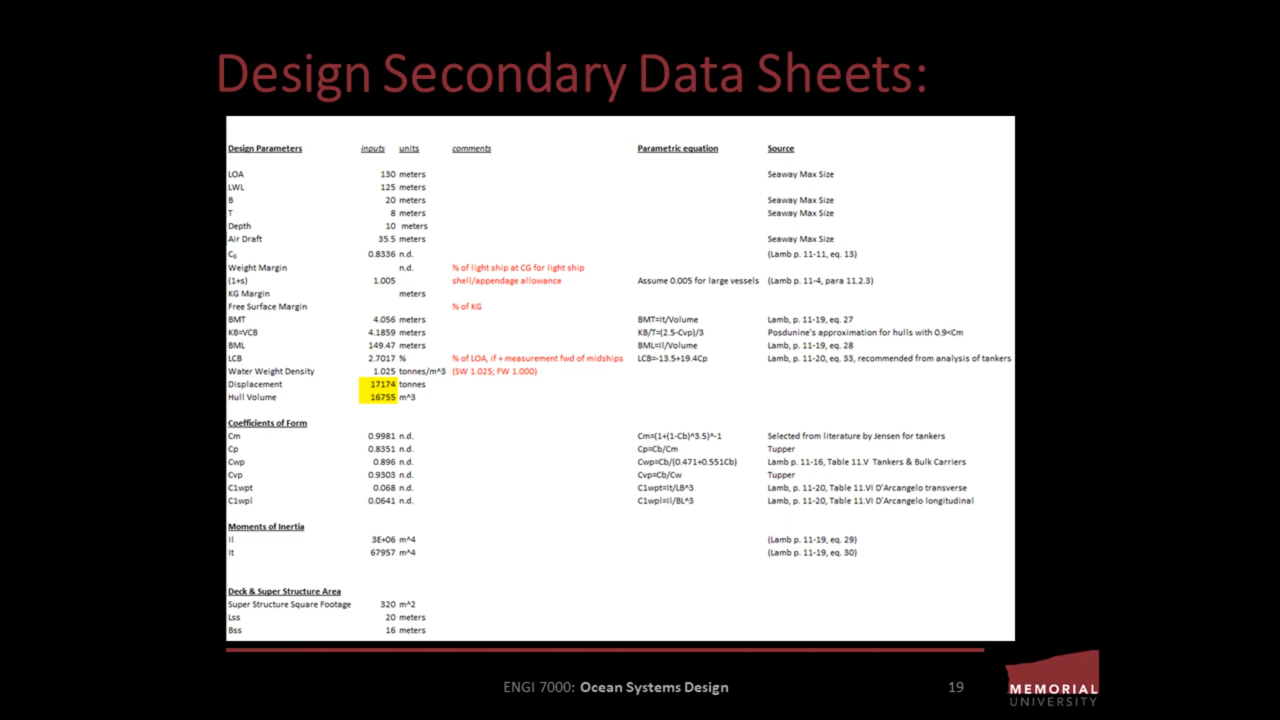 Design Secondary Data Sheets:
Design Parameters inputs units comments Parametric equation Source
LOA 130 meters Seaway Max Size
LWL 125 meters
B 20 meters Seaway Max Size
T 8 meters Seaway Max Size
Depth 10 meters
Air Draft 35.5 meters Seaway Max Size
CB 0.8336 n.d. (Lamb p. 11-11, eq. 13)
Weight Margin n.d. % of light ship at CG for light ship
(1+s) 1.005 shell/appendage allowance Assume 0.005 for large vessels (Lamb p. 11-4, para 11.2.3)
KG Margin meters
Free Surface Margin % of KG
BMT 4.056 meters BMT=It/Volume Lamb, p. 11-19, eq. 27
KB=VCB 4.1859 meters KB/T=(2.5-Cvp)/3 Posdunine's approximation for hulls with 0.9<Cm
BML 149.47 meters BML=Il/Volume Lamb, p. 11-19, eq. 28
LCB 2.7017 % % of LOA, if + measurement fwd of midships LCB=-13.5+19.4Cp Lamb, p. 11-20, eq. 33, recommended from analysis of tankers
Water Weight Density 1.025 tonnes/m^3 (SW 1.025; FW 1.000)
Displacement 17174 tonnes
Hull Volume 16755 m^3
Coefficients of Form
Cm 0.9981 n.d. Cm=(1+(1-Cb)^3.5)^-1 Selected from literature by Jensen for tankers
Cp 0.8351 n.d. Cp=Cb/Cm Tupper
Cwp 0.896 n.d. Cwp=Cb/(0.471+0.551Cb) Lamb p. 11-16, Table 11.V Tankers & Bulk Carriers
Cvp 0.9303 n.d. Cvp=Cb/Cw Tupper
C1wpt 0.068 n.d. C1wpt=It/LB^3 Lamb, p. 11-20, Table 11.VI D'Arcangelo transverse
C1wpl 0.0641 n.d. C1wpl=Il/BL^3 Lamb, p. 11-20, Table 11.VI D'Arcangelo longitudinal
Moments of Inertia
Il 3E+06 m^4 (Lamb p. 11-19, eq. 29)
It 67957 m^4 (Lamb p. 11-19, eq. 30)
Deck & Super Structure Area
Super Structure Square Footage 320 m^2
Lss 20 meters
Bss 16 meters
ENGI 7000: Ocean Systems Design 19
MEMORIAL
UNIVERSITY